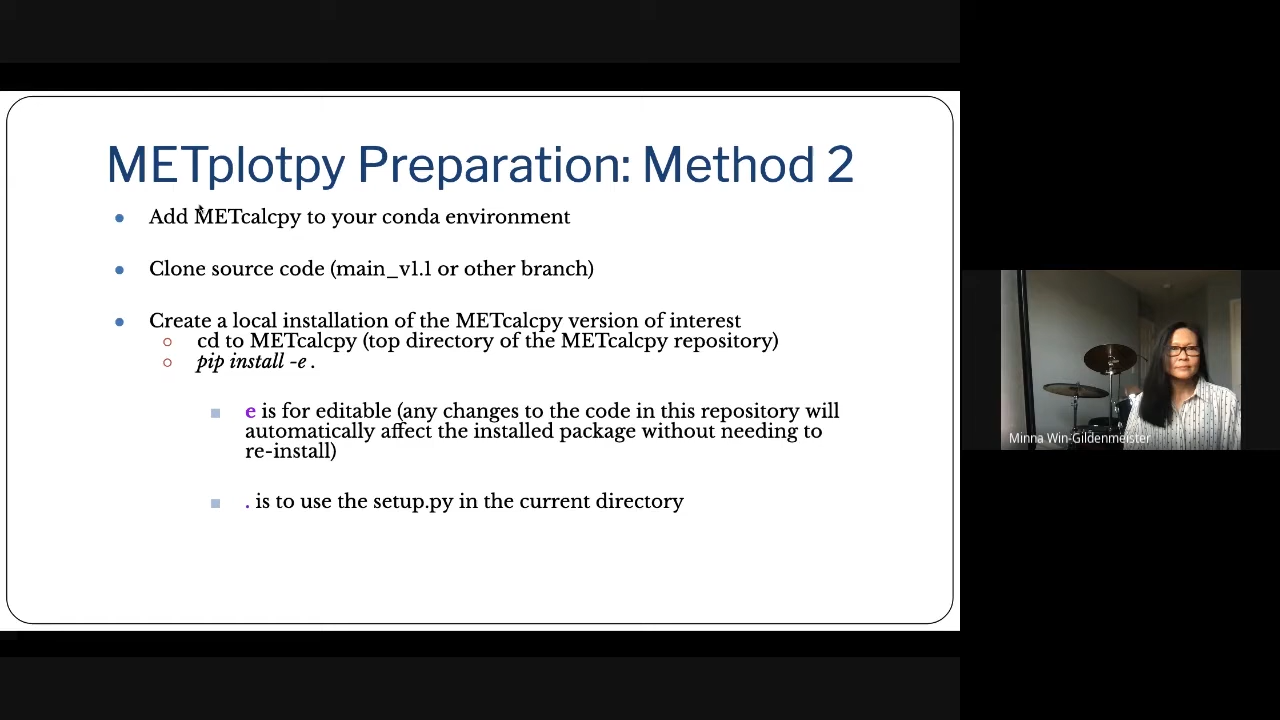 METplotpy Preparation: Method 2
Add METcalcpy to your conda environment
Clone source code (main_v1.1 or other branch)
Create a local installation of the METcalcpy version of interest
cd to METcalcpy (top directory of the METcalcpy repository)
pip install -e .
e is for editable (any changes to the code in this repository will
automatically affect the installed package without needing to
re-install)
. is to use the setup.py in the current directory
Minna Win-Gildenmeister